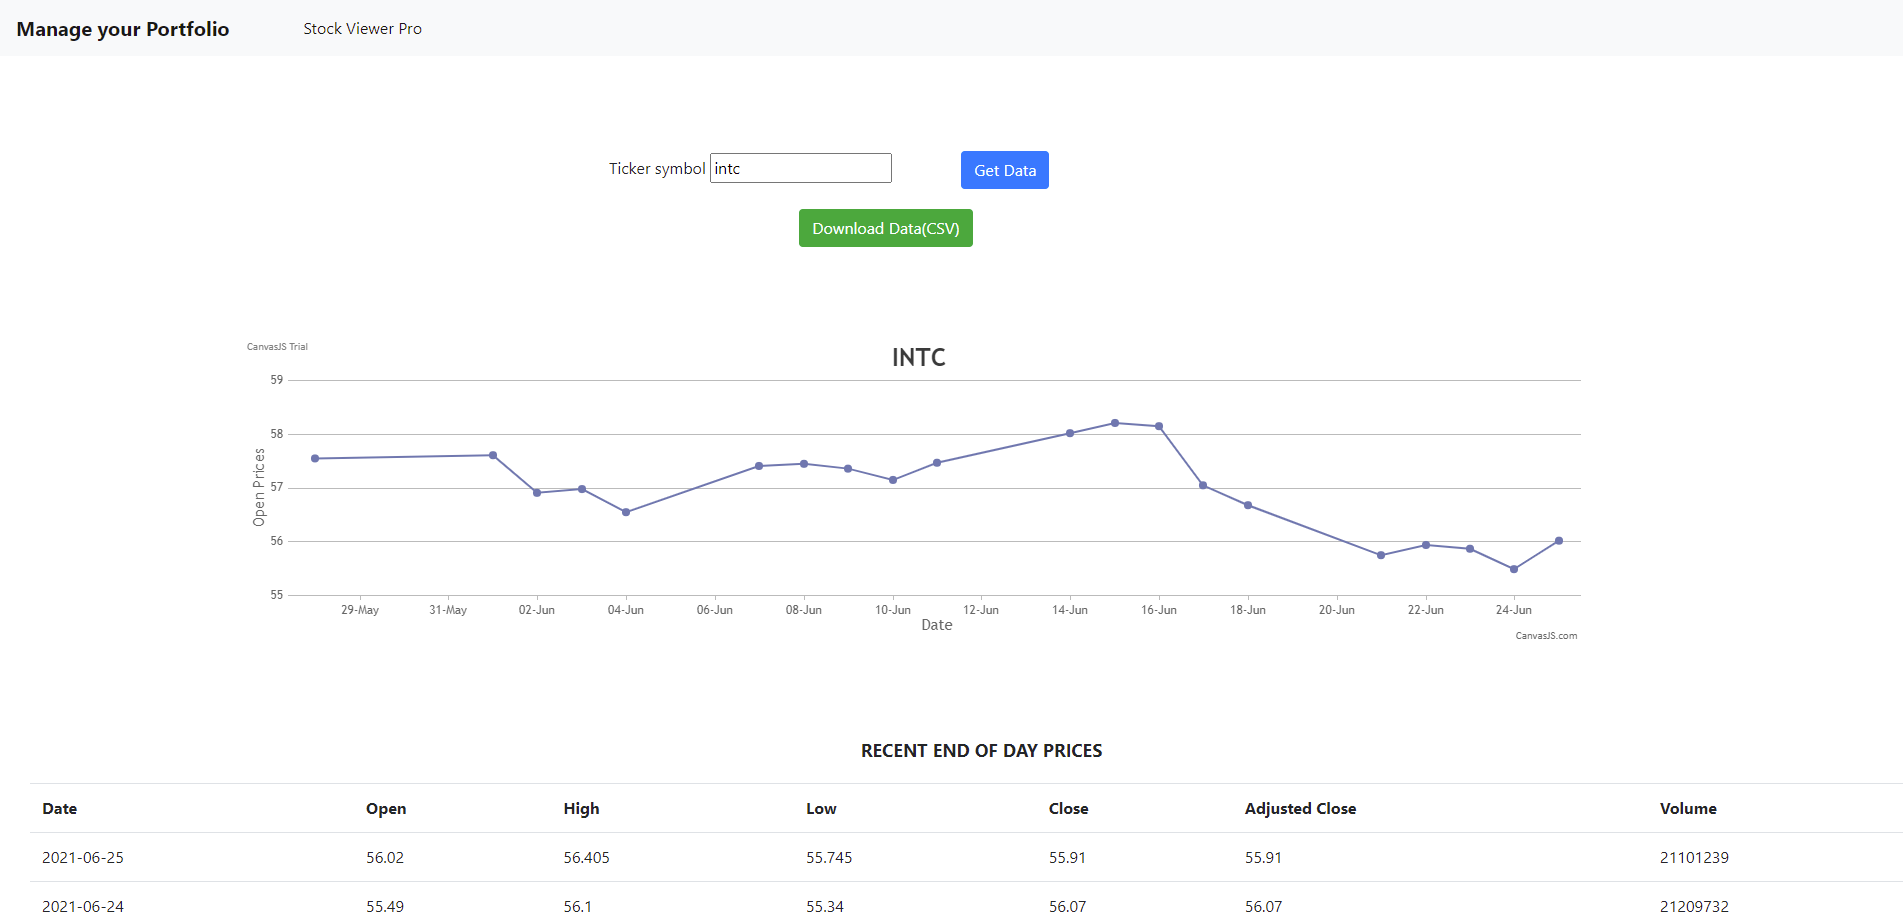 Manage your Portfolio Stock Viewer Pro
Ticker symbol intc Get Data
Download Data(CSV)
CanvasJS Trial
INTC
59
58
57
56
55
Open Prices
29-May 31-May 02-Jun 04-Jun 06-Jun 08-Jun 10-Jun 12-Jun 14-Jun 16-Jun 18-Jun 20-Jun 22-Jun 24-Jun
Date
CanvasJS.com
RECENT END OF DAY PRICES
Date Open High Low Close Adjusted Close Volume
2021-06-25 56.02 56.405 55.745 55.91 55.91 21101239
2021-06-24 55.49 56.1 55.34 56.07 56.07 21209732